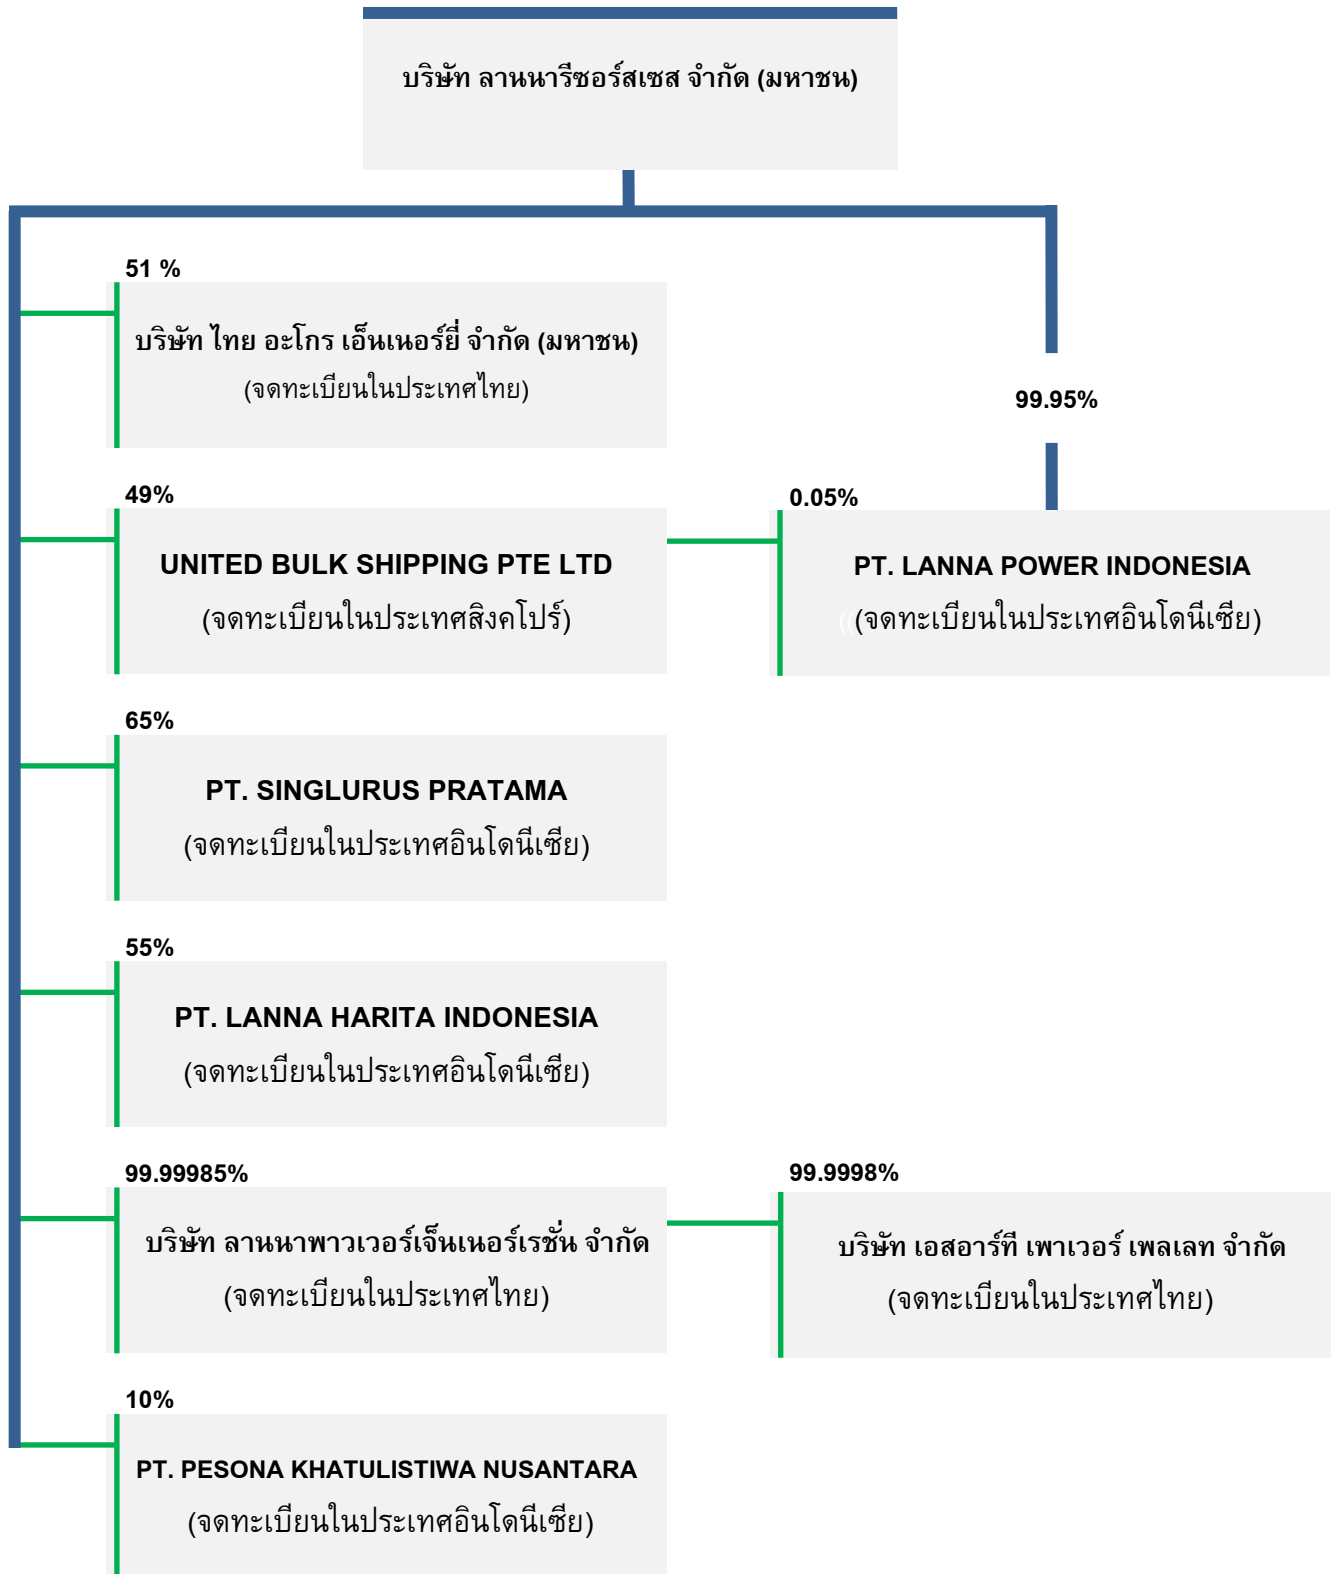 บริษัท ลานนารีซอร์สเซส จำกัด (มหาชน)
51 %
บริษัท ไทย อะโกร เอ็นเนอร์ยี่ จำกัด (มหาชน)
(จดทะเบียนในประเทศไทย)
99.95%
49%
UNITED BULK SHIPPING PTE LTD
(จดทะเบียนในประเทศสิงคโปร์)
0.05%
PT. LANNA POWER INDONESIA
(((จดทะเบียนในประเทศอินโดนีเซีย)
65%
PT. SINGLURUS PRATAMA
(จดทะเบียนในประเทศอินโดนีเซีย)
55%
PT. LANNA HARITA INDONESIA
(จดทะเบียนในประเทศอินโดนีเซีย)
99.99985%
บริษัท ลานนาพาวเวอร์เจ็นเนอร์เรชั่น จำกัด
(จดทะเบียนในประเทศไทย)
99.9998%
บริษัท เอสอาร์ที เพาเวอร์ เพลเลท จำกัด
(จดทะเบียนในประเทศไทย)
10%
PT. PESONA KHATULISTIWA NUSANTARA
(จดทะเบียนในประเทศอินโดนีเซีย)